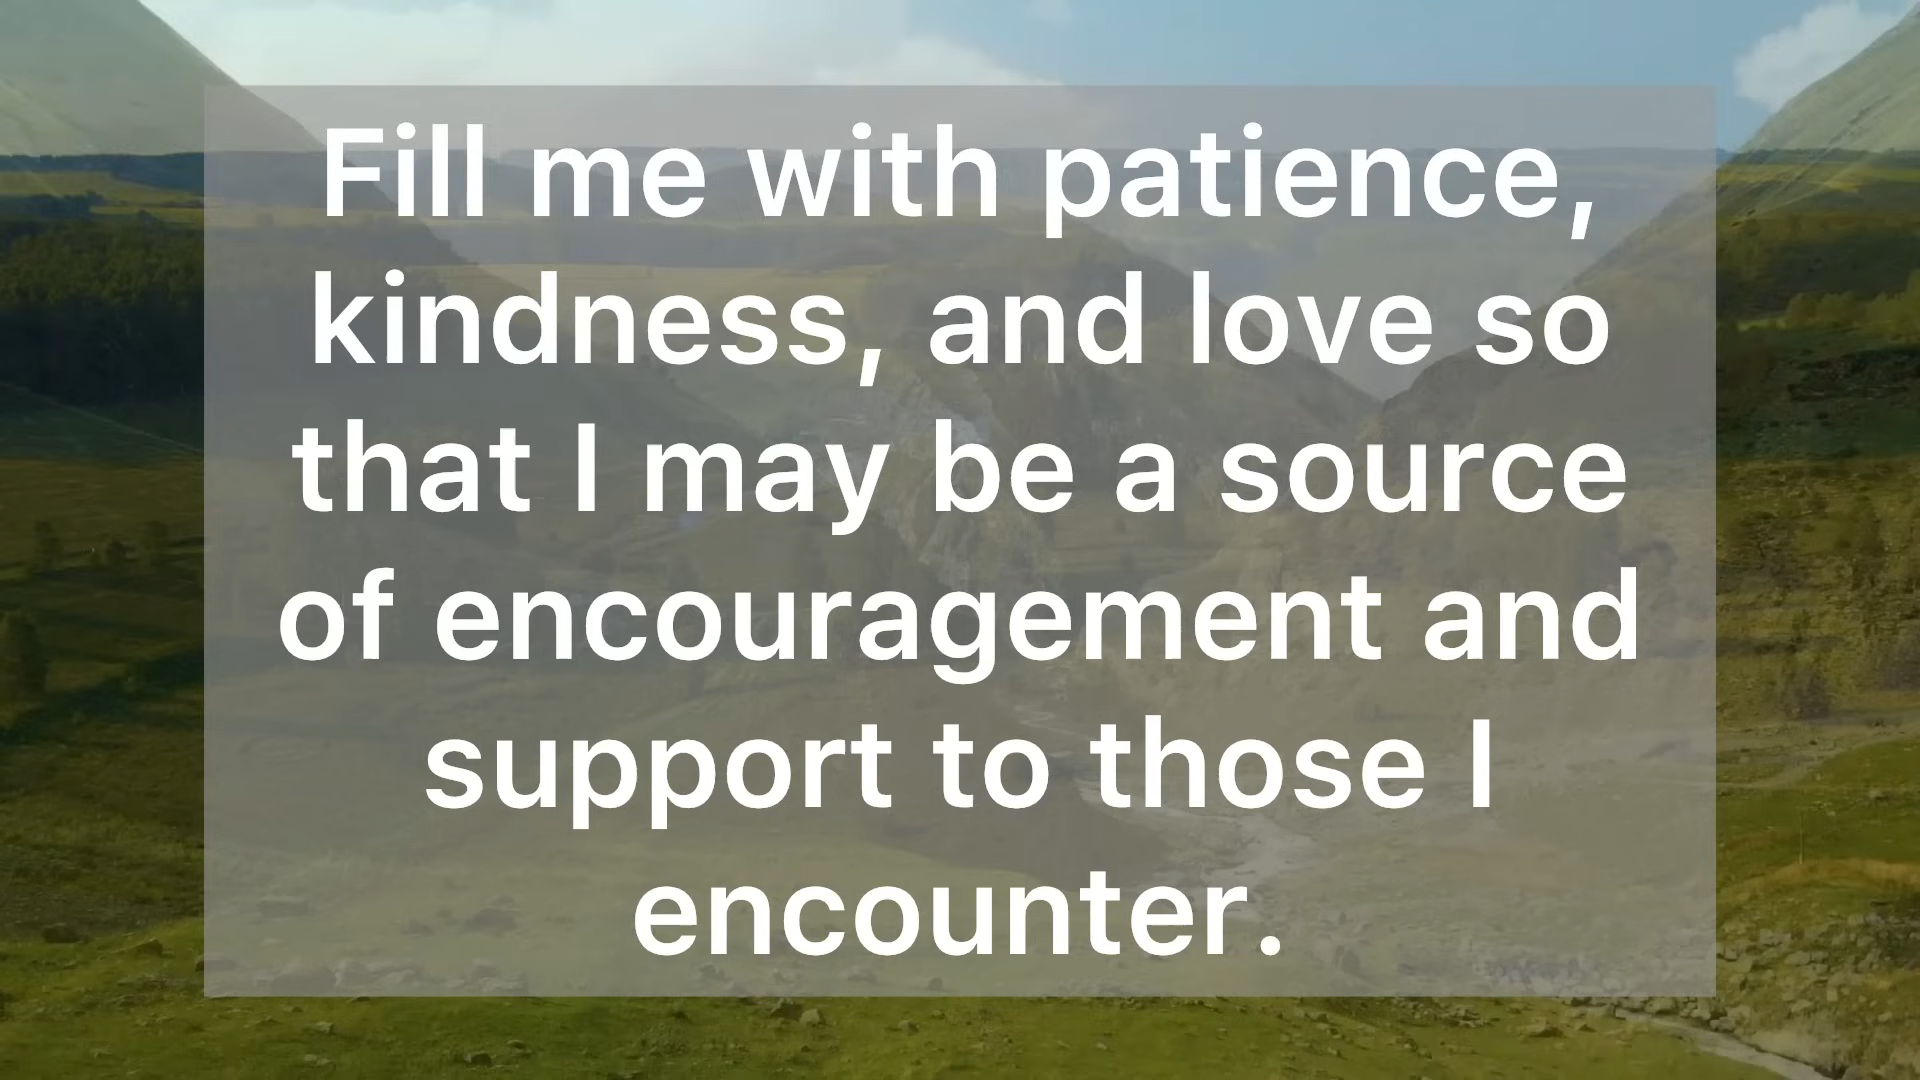 Fill me with patience,
kindness, and love so
that I may be a source
of encouragement and
support to those I
encounter.